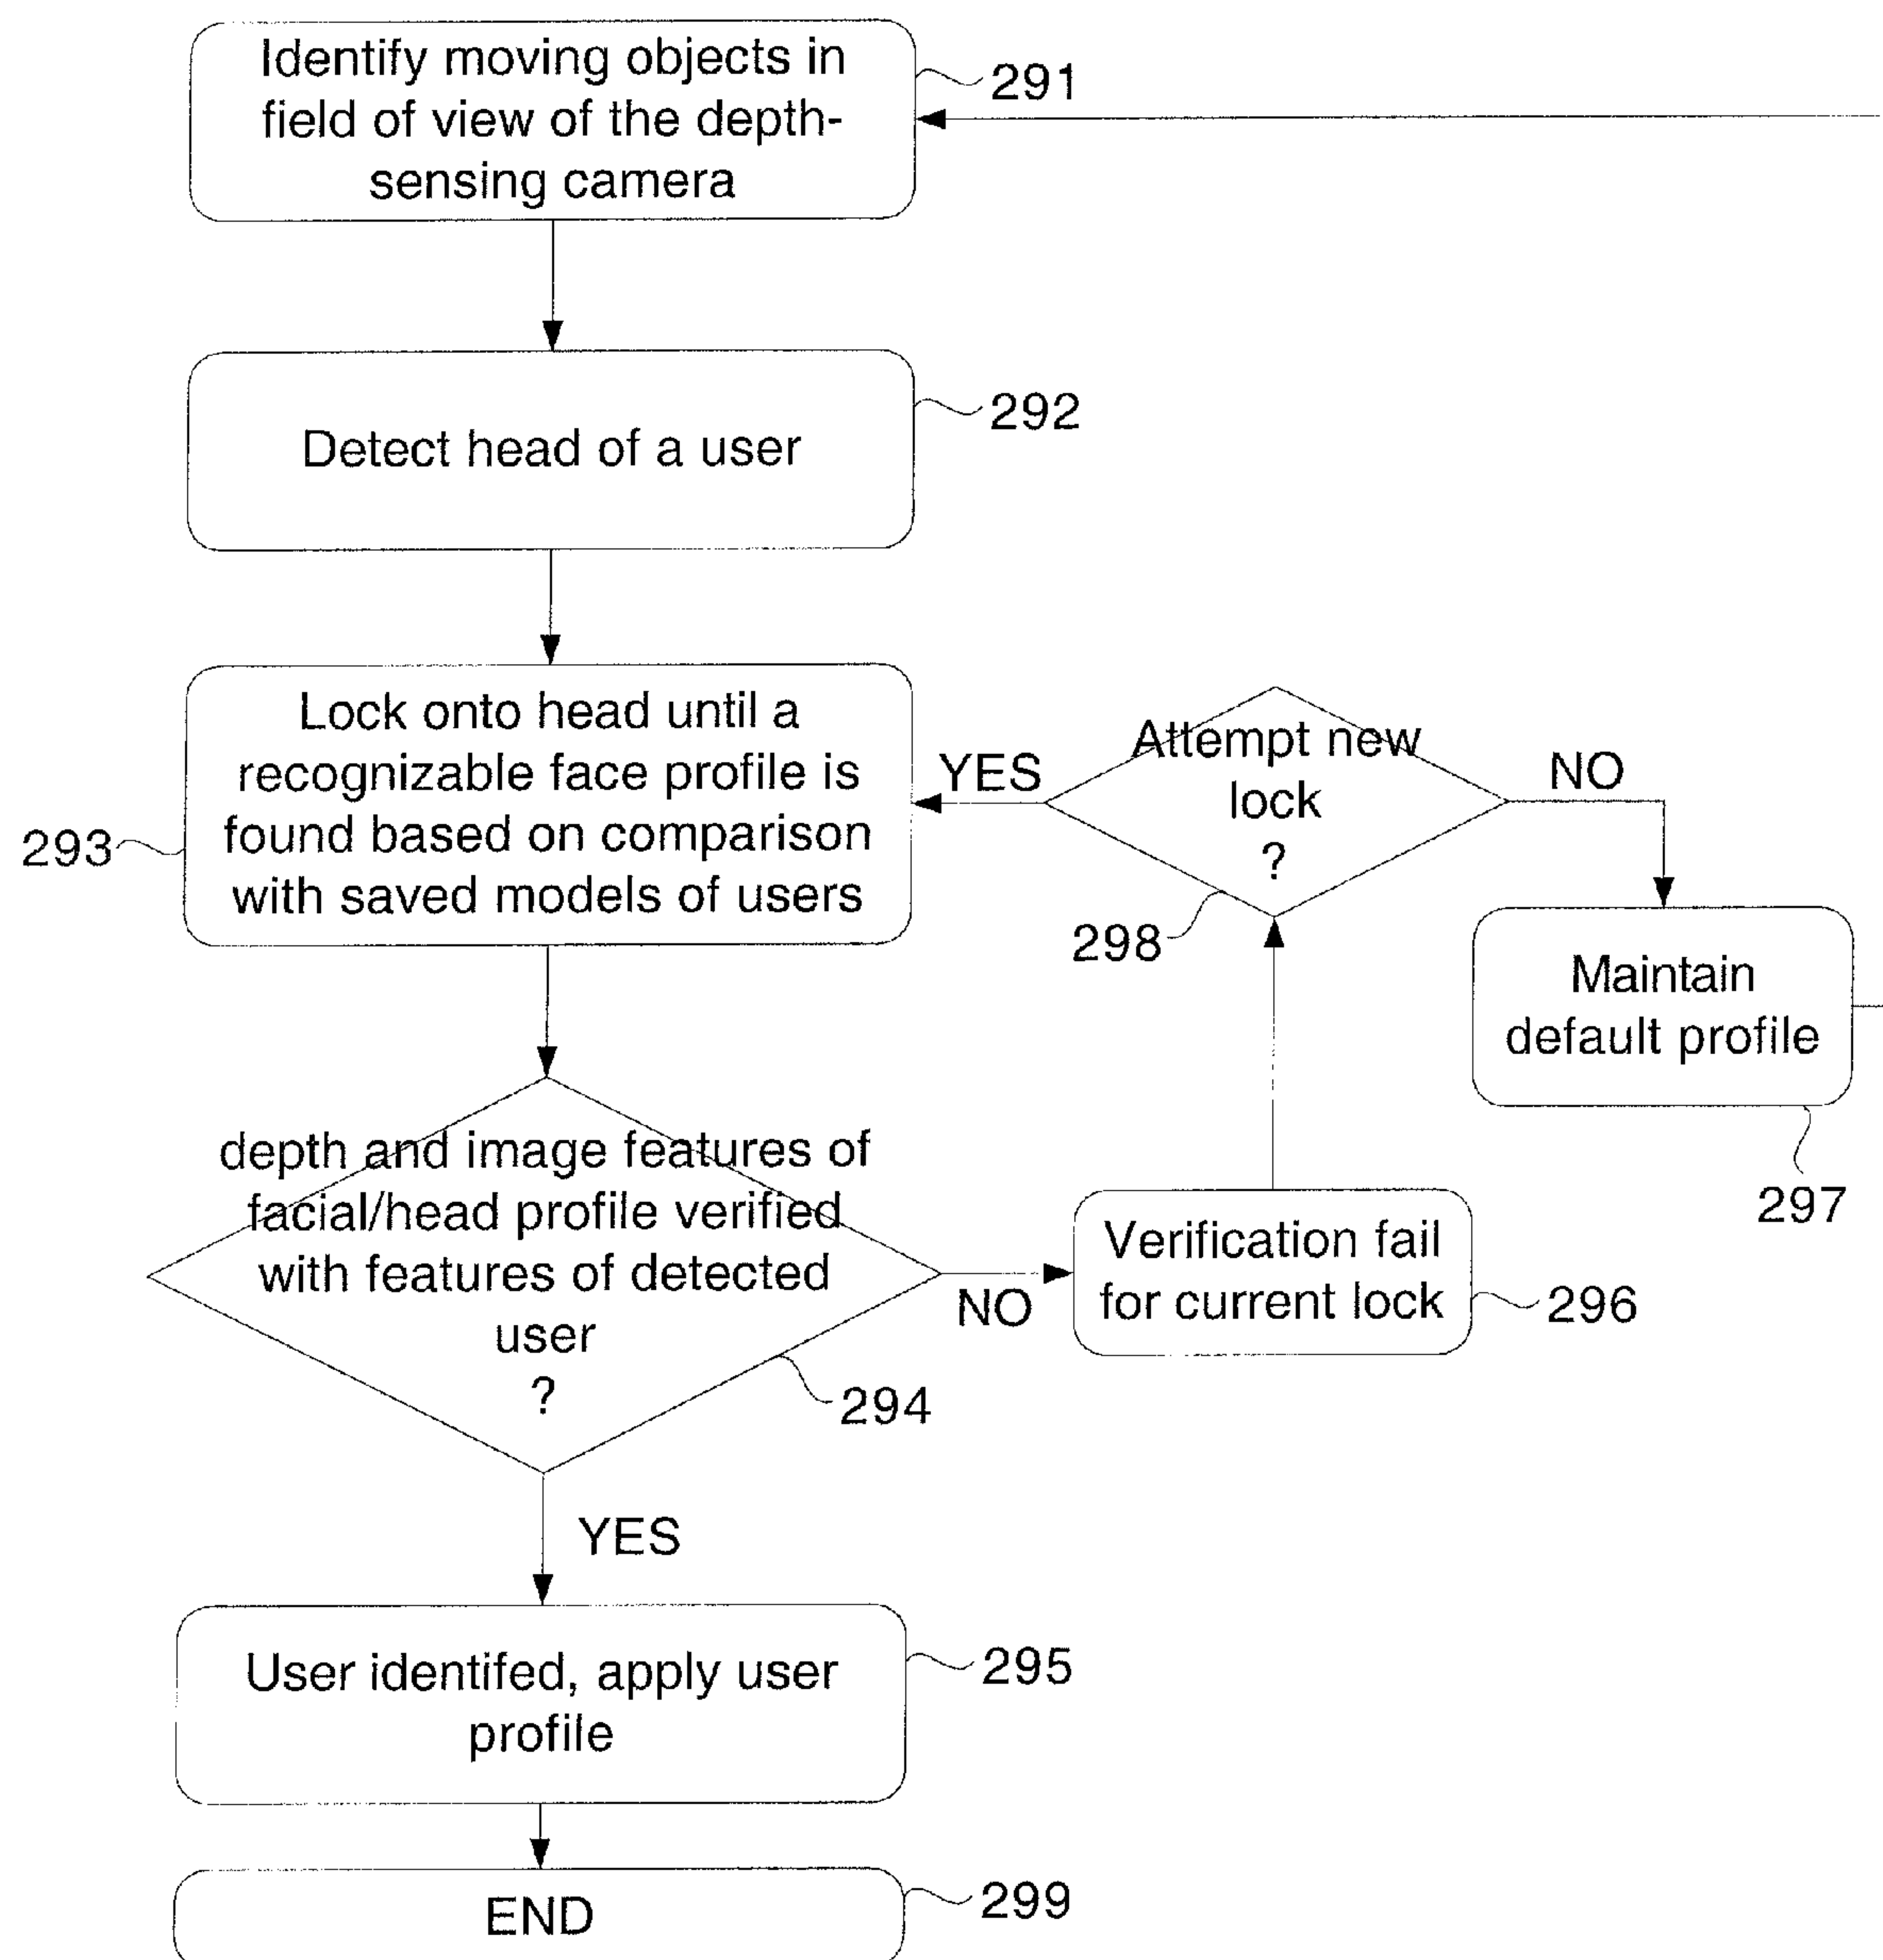 Identify moving objects in
field of view of the depth-
sensing camera
291
Detect head of a user
292
Lock onto head until a
recognizable face profile is
found based on comparison
with saved models of users
293
Attempt new
lock
?
YES
NO
298
Maintain
default profile
297
depth and image features of
facial/head profile verified
with features of detected
user
?
NO
294
Verification fail
for current lock
296
YES
User identifed, apply user
profile
295
END
299